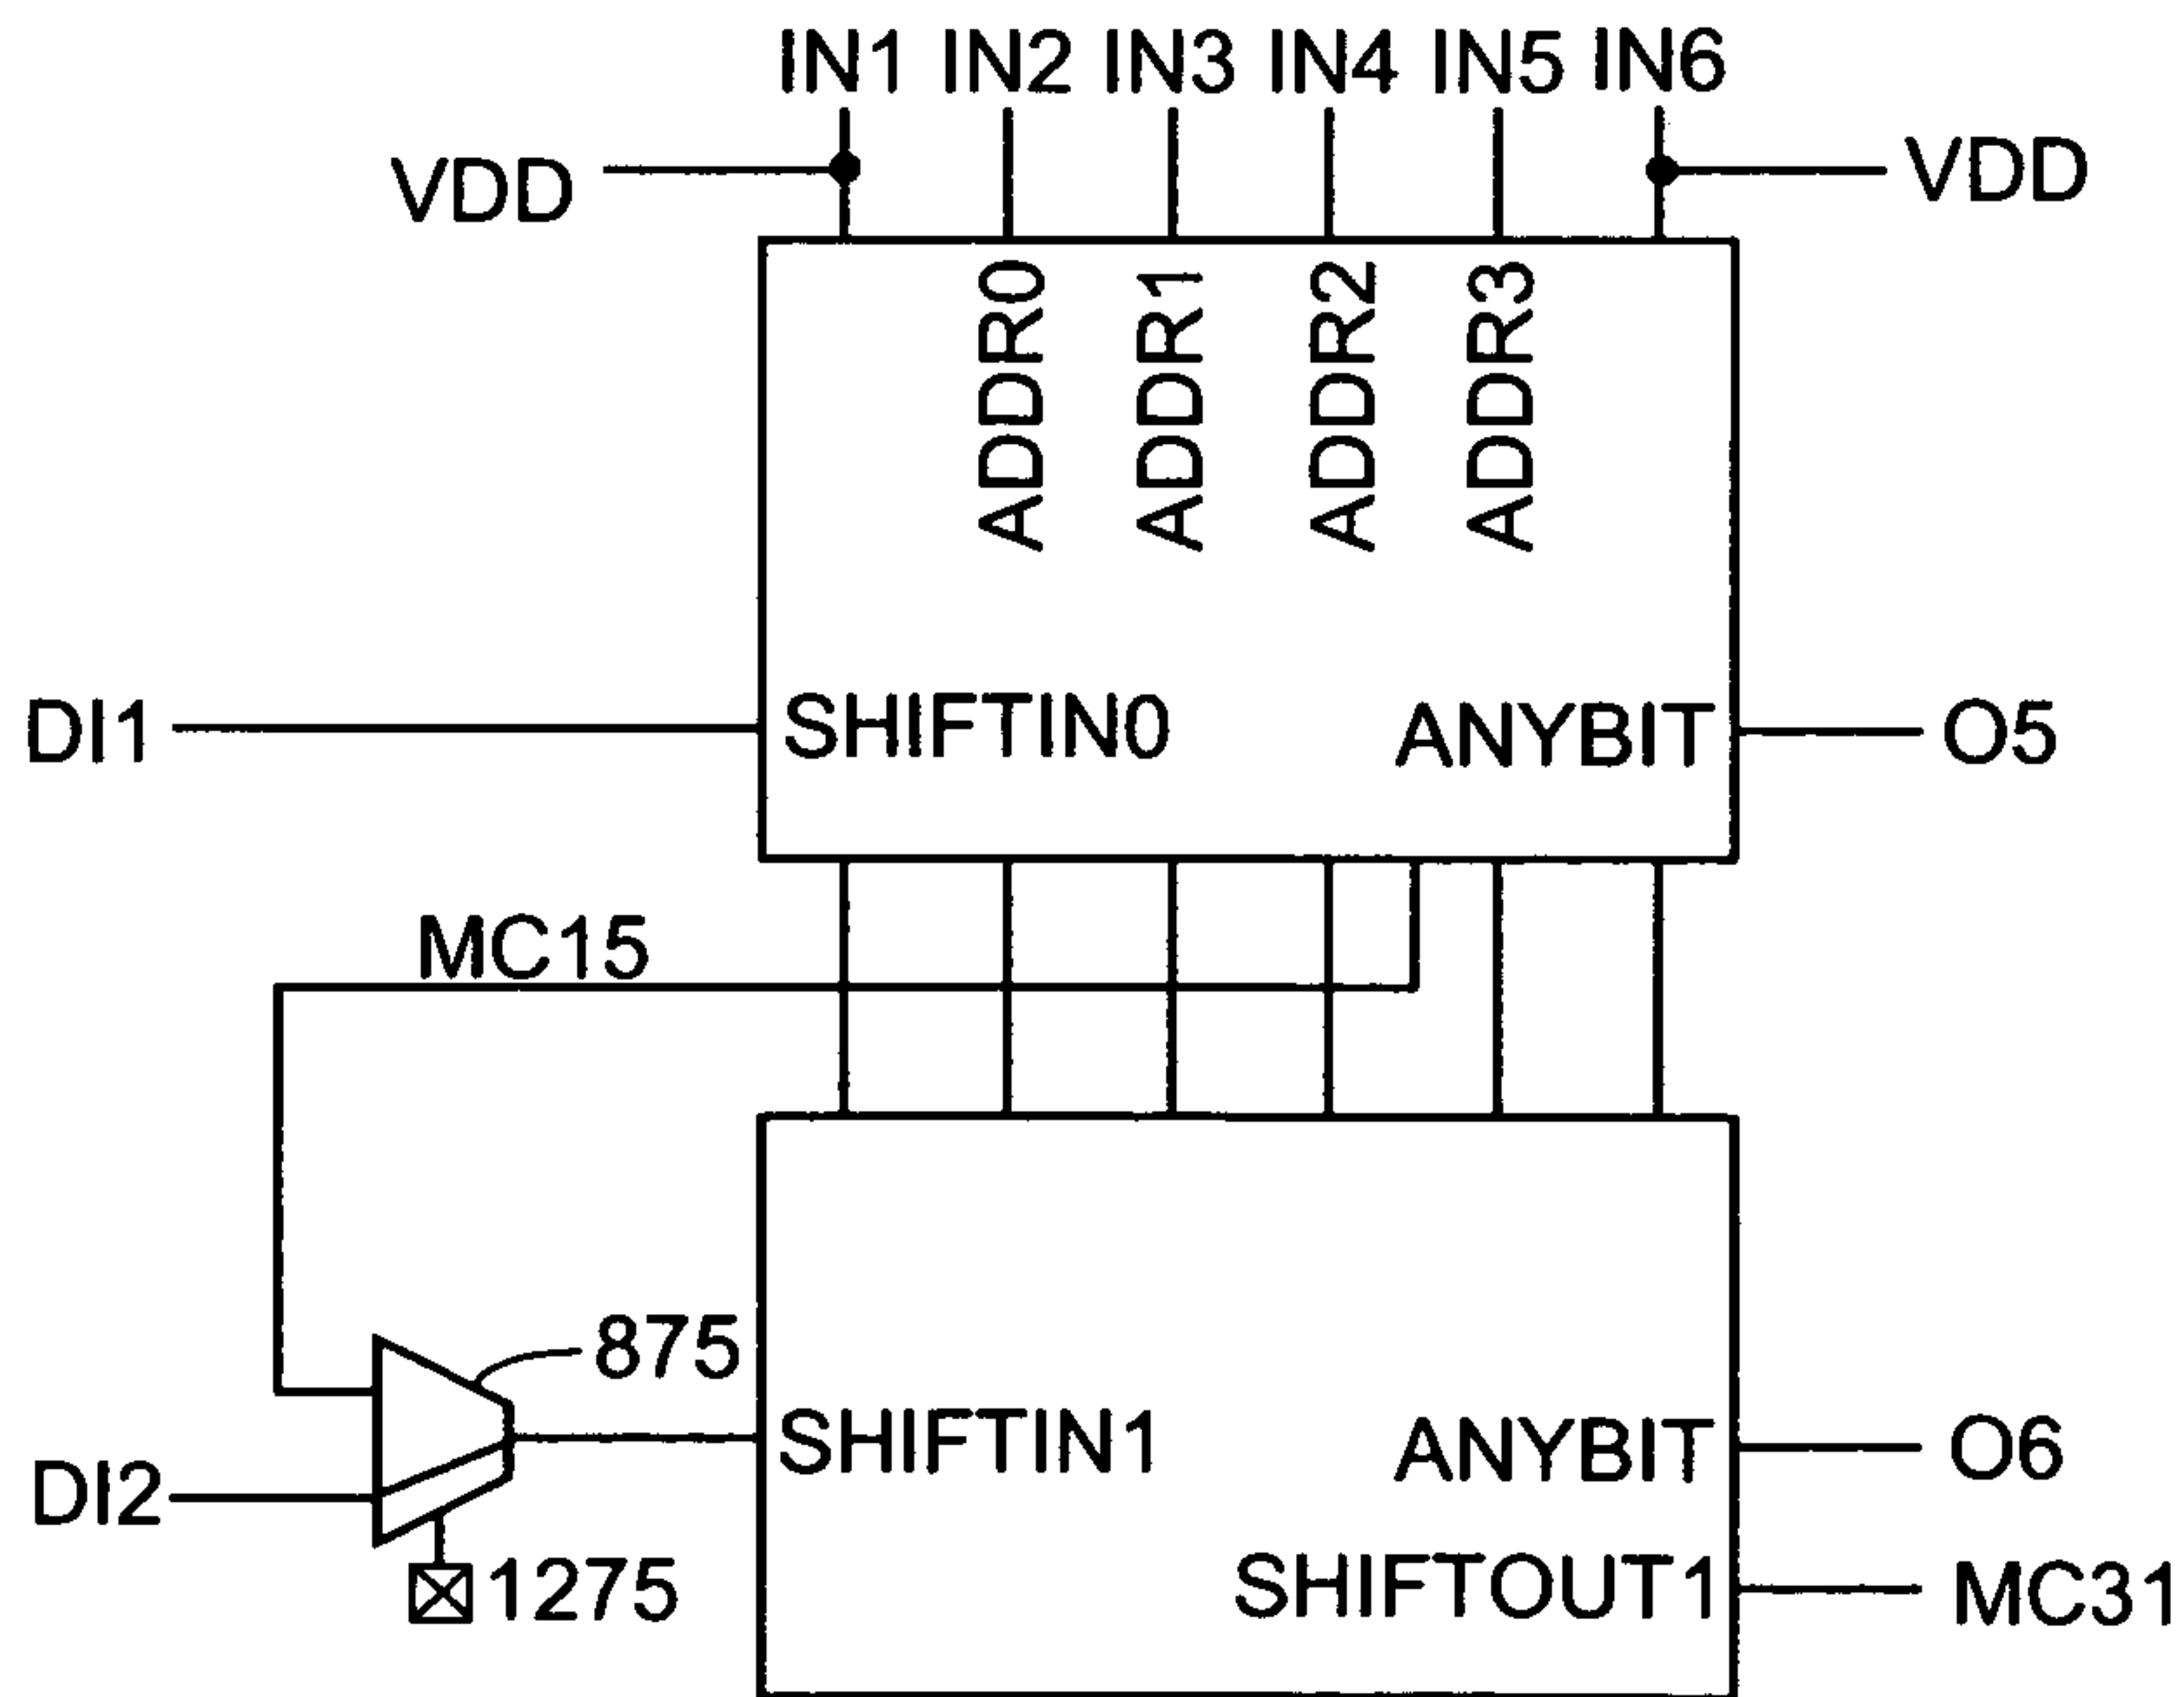 IN1 IN2 IN3 IN4 IN5 IN6
VDD
VDD
ADDR0
ADDR1
ADDR2
ADDR3
DI1
SHIFTIN0
ANYBIT
O5
MC15
875
SHIFTIN1
ANYBIT
O6
DI2
1275
SHIFTOUT1
MC31